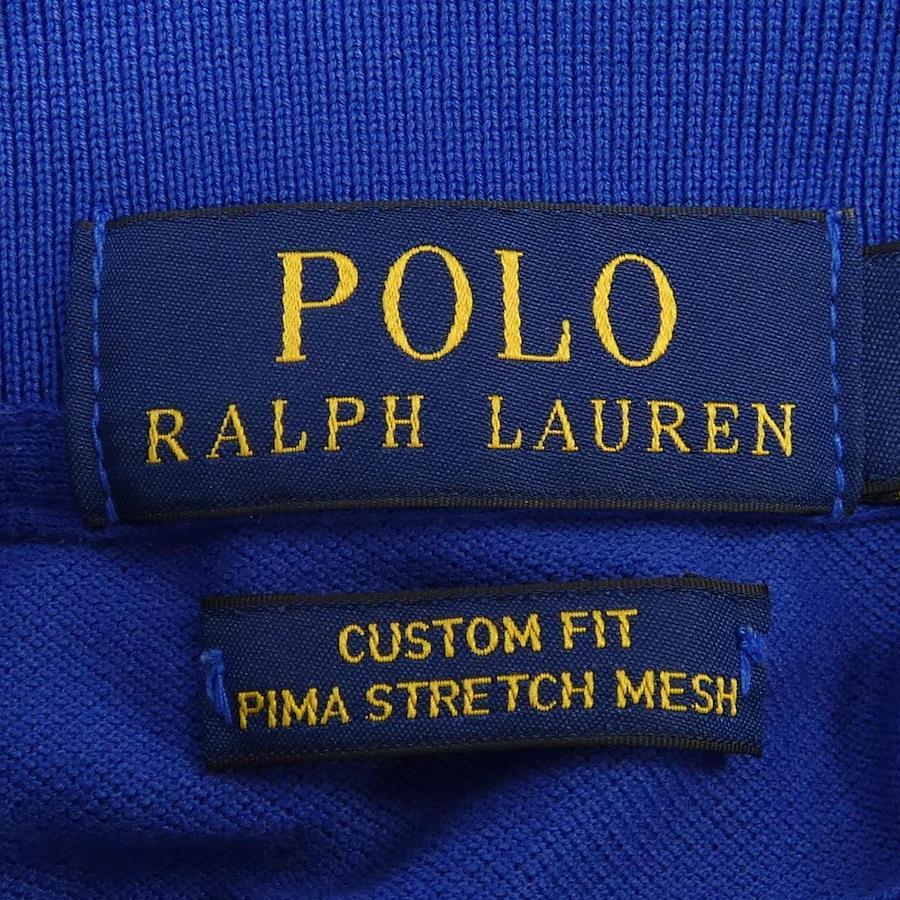 POLO
RALPH LAUREN
CUSTOM FIT
PIMA STRETCH MESH